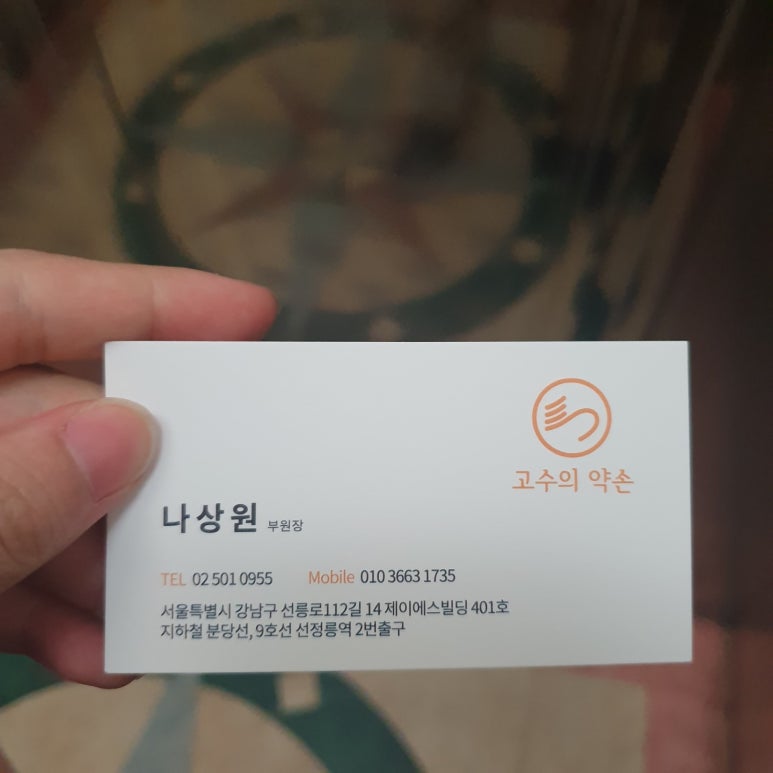 고수의 약손
나상원 부원장
TEL 02 501 0955 Mobile 010 3663 1735
서울특별시 강남구 선릉로112길 14 제이에스빌딩 401호
지하철 분당선, 9호선 선정릉역 2번출구